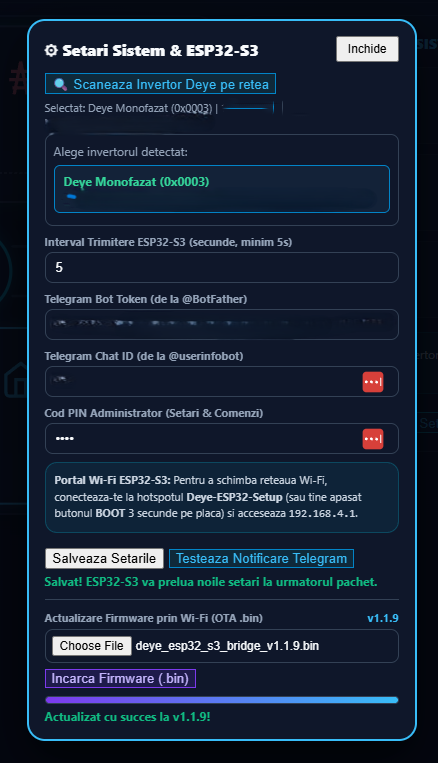 ⚙ Setari Sistem & ESP32-S3
Inchide
🔍 Scaneaza Invertor Deye pe retea
Selectat: Deye Monofazat (0x0003) |
Alege invertorul detectat:
Deye Monofazat (0x0003)
Interval Trimitere ESP32-S3 (secunde, minim 5s)
5
Telegram Bot Token (de la @BotFather)
Telegram Chat ID (de la @userinfobot)
Cod PIN Administrator (Setari & Comenzi)
••••
Portal Wi-Fi ESP32-S3: Pentru a schimba reteaua Wi-Fi,
conecteaza-te la hotspotul Deye-ESP32-Setup (sau tine apasat
butonul BOOT 3 secunde pe placa) si acceseaza 192.168.4.1.
Salveaza Setarile
Testeaza Notificare Telegram
Salvat! ESP32-S3 va prelua noile setari la urmatorul pachet.
Actualizare Firmware prin Wi-Fi (OTA .bin)
v1.1.9
Choose File deye_esp32_s3_bridge_v1.1.9.bin
Incarca Firmware (.bin)
Actualizat cu succes la v1.1.9!